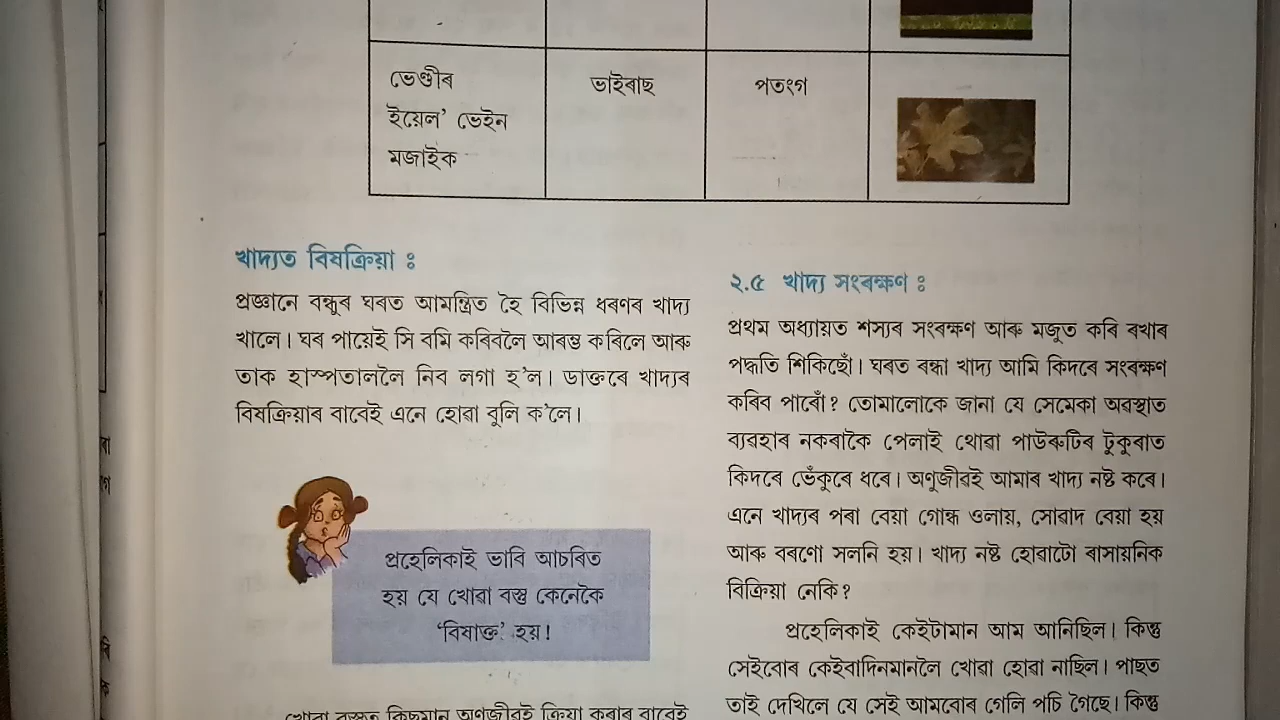 ভেণ্ডীৰ
ইয়েল' ভেইন
মজাইক
ভাইৰাছ
পতংগ
খাদ্যত বিষক্ৰিয়া :
প্ৰজ্ঞানে বন্ধুৰ ঘৰত আমন্ত্ৰিত হৈ বিভিন্ন ধৰণৰ খাদ্য
খালে। ঘৰ পায়েই সি বমি কৰিবলৈ আৰম্ভ কৰিলে আৰু
তাক হাস্পতাললৈ নিব লগা হ'ল। ডাক্তৰে খাদ্যৰ
বিষক্ৰিয়াৰ বাবেই এনে হোৱা বুলি ক'লে।
প্ৰহেলিকাই ভাবি আচৰিত
হয় যে খোৱা বস্তু কেনেকৈ
'বিষাক্ত' হয়!
খোৱা বস্তুত কিছুমান অণুজীৱই ক্ৰিয়া কৰাৰ বাবেই
২.৫ খাদ্য সংৰক্ষণ :
প্ৰথম অধ্যায়ত শস্যৰ সংৰক্ষণ আৰু মজুত কৰি ৰখাৰ
পদ্ধতি শিকিছোঁ। ঘৰত ৰন্ধা খাদ্য আমি কিদৰে সংৰক্ষণ
কৰিব পাৰোঁ? তোমালোকে জানা যে সেমেকা অৱস্থাত
ব্যৱহাৰ নকৰাকৈ পেলাই থোৱা পাউৰুটিৰ টুকুৰাত
কিদৰে ভেঁকুৰে ধৰে। অণুজীৱই আমাৰ খাদ্য নষ্ট কৰে।
এনে খাদ্যৰ পৰা বেয়া গোন্ধ ওলায়, সোৱাদ বেয়া হয়
আৰু বৰণো সলনি হয়। খাদ্য নষ্ট হোৱাটো ৰাসায়নিক
বিক্ৰিয়া নেকি?
প্ৰহেলিকাই কেইটামান আম আনিছিল। কিন্তু
সেইবোৰ কেইবাদিনমানলৈ খোৱা হোৱা নাছিল। পাছত
তাই দেখিলে যে সেই আমবোৰ গেলি পচি গৈছে। কিন্তু